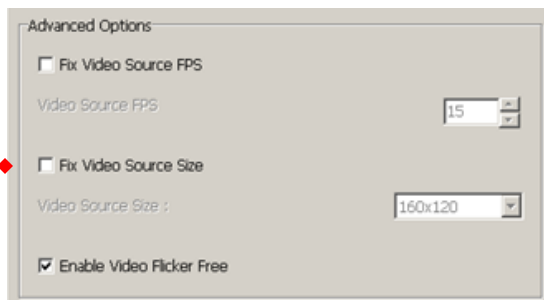 Advanced Options
Fix Video Source FPS
Video Source FPS
15
Fix Video Source Size
Video Source Size :
160x120
Enable Video Flicker Free